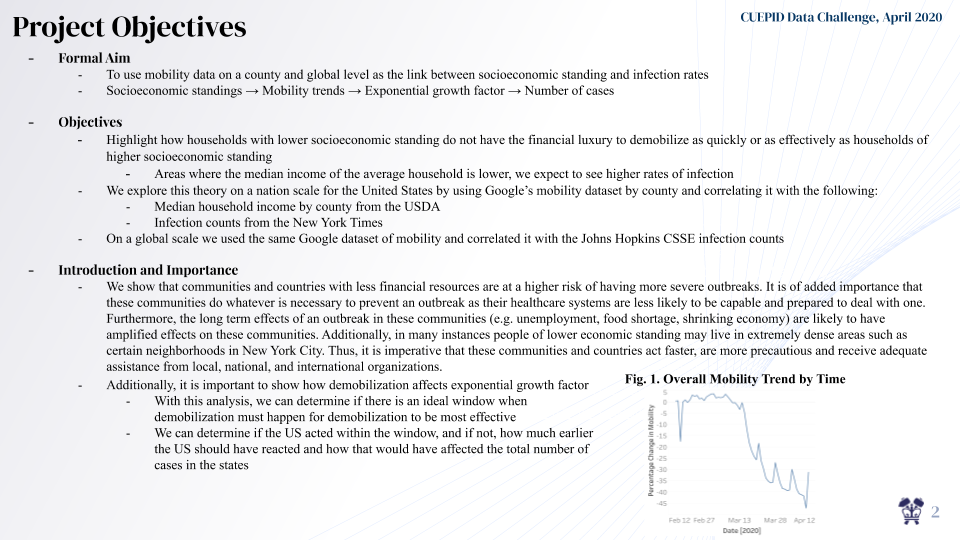 Project Objectives
CUEPID Data Challenge, April 2020
- Formal Aim
- To use mobility data on a county and global level as the link between socioeconomic standing and infection rates
- Socioeconomic standings → Mobility trends → Exponential growth factor → Number of cases
- Objectives
- Highlight how households with lower socioeconomic standing do not have the financial luxury to demobilize as quickly or as effectively as households of
higher socioeconomic standing
- Areas where the median income of the average household is lower, we expect to see higher rates of infection
- We explore this theory on a nation scale for the United States by using Google's mobility dataset by county and correlating it with the following:
- Median household income by county from the USDA
- Infection counts from the New York Times
- On a global scale we used the same Google dataset of mobility and correlated it with the Johns Hopkins CSSE infection counts
- Introduction and Importance
- We show that communities and countries with less financial resources are at a higher risk of having more severe outbreaks. It is of added importance that
these communities do whatever is necessary to prevent an outbreak as their healthcare systems are less likely to be capable and prepared to deal with one.
Furthermore, the long term effects of an outbreak in these communities (e.g. unemployment, food shortage, shrinking economy) are likely to have
amplified effects on these communities. Additionally, in many instances people of lower economic standing may live in extremely dense areas such as
certain neighborhoods in New York City. Thus, it is imperative that these communities and countries act faster, are more precautious and receive adequate
assistance from local, national, and international organizations.
- Additionally, it is important to show how demobilization affects exponential growth factor
- With this analysis, we can determine if there is an ideal window when
demobilization must happen for demobilization to be most effective
- We can determine if the US acted within the window, and if not, how much earlier
the US should have reacted and how that would have affected the total number of
cases in the states
Fig. 1. Overall Mobility Trend by Time
Percentage Change in Mobility
5
0
-5
-10
-15
-20
-25
-30
-35
-40
-45
Feb 12 Feb 27 Mar 13 Mar 28 Apr 12
Date [2020]
2